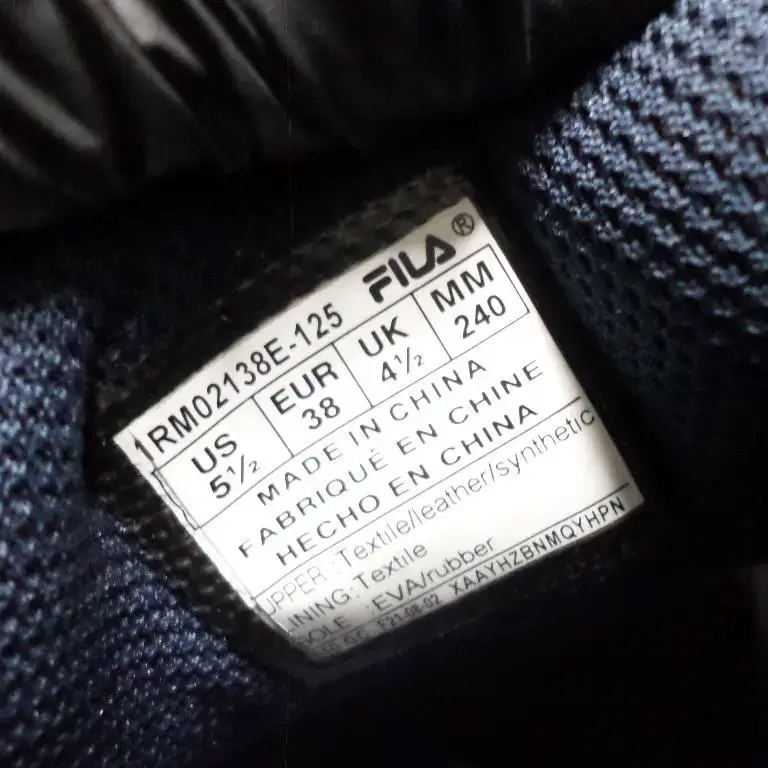 FILA®
RM02138E-125
US EUR UK MM
5½ 38 4½ 240
MADE IN CHINA
FABRIQUÉ EN CHINE
HECHO EN CHINA
UPPER : Textile/leather/synthetic
LINING: Textile
SOLE : EVA/rubber
F21-08-02 XAAYHZBNMQYHPN